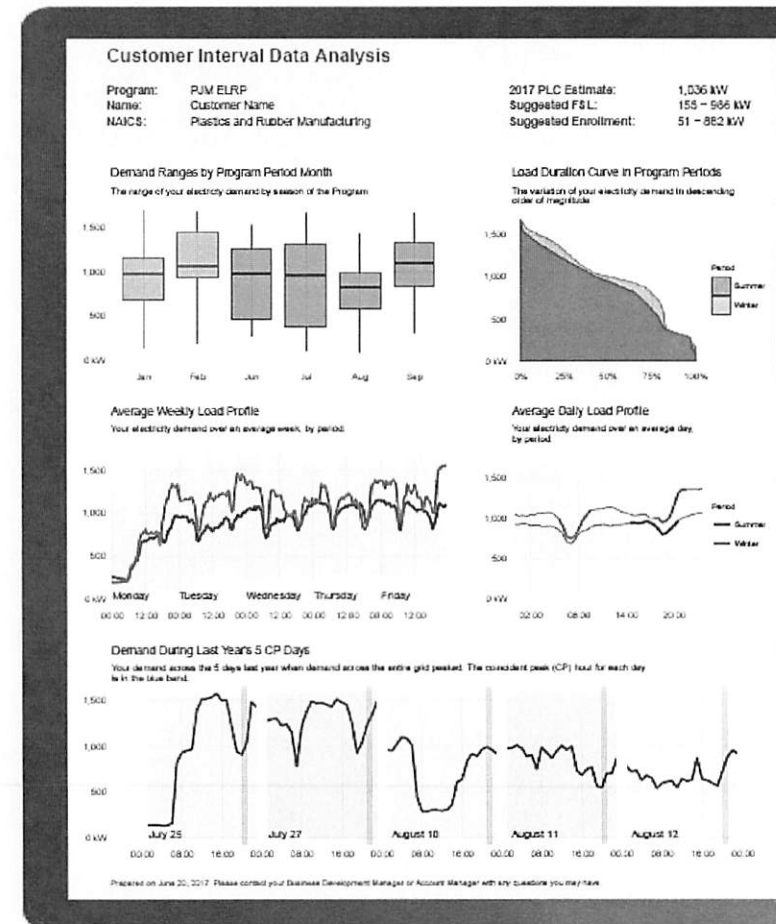 Customer Interval Data Analysis
Program: PJM ELRP
Name: Customer Name
NAICS: Plastics and Rubber Manufacturing
2017 PLC Estimate: 1,036 kW
Suggested FSL: 155 – 986 kW
Suggested Enrollment: 51 – 882 kW
Demand Ranges by Program Period Month
The range of your electricity demand by season of the Program
1,500
1,000
500
0 kW
Jan Feb Jun Jul Aug Sep
Load Duration Curve in Program Periods
The variation of your electricity demand in descending
order of magnitude
1,500
1,000
500
0 kW
0% 25% 50% 75% 100%
Period
Summer
Winter
Average Weekly Load Profile
Your electricity demand over an average week, by period.
1,500
1,000
500
0 kW
Monday Tuesday Wednesday Thursday Friday
00:00 12:00 00:00 12:00 00:00 12:00 00:00 12:00 00:00 12:00
Average Daily Load Profile
Your electricity demand over an average day,
by period.
1,500
1,000
500
0 kW
02:00 08:00 14:00 20:00
Period
Summer
Winter
Demand During Last Year's 5 CP Days
Your demand across the 5 days last year when demand across the entire grid peaked. The coincident peak (CP) hour for each day
is in the blue band.
1,500
1,000
500
0 kW
July 25 July 27 August 10 August 11 August 12
00:00 08:00 16:00 00:00 08:00 16:00 00:00 08:00 16:00 00:00 08:00 16:00 00:00 08:00 16:00 00:00
Prepared on June 20, 2017. Please contact your Business Development Manager or Account Manager with any questions you may have.